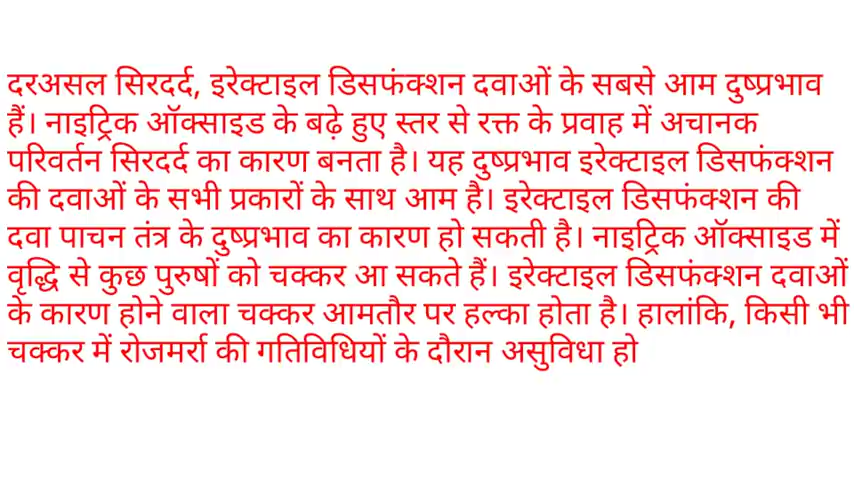 दरअसल सिरदर्द, इरेक्टाइल डिसफंक्शन दवाओं के सबसे आम दुष्प्रभाव
हैं। नाइट्रिक ऑक्साइड के बढ़े हुए स्तर से रक्त के प्रवाह में अचानक
परिवर्तन सिरदर्द का कारण बनता है। यह दुष्प्रभाव इरेक्टाइल डिसफंक्शन
की दवाओं के सभी प्रकारों के साथ आम है। इरेक्टाइल डिसफंक्शन की
दवा पाचन तंत्र के दुष्प्रभाव का कारण हो सकती है। नाइट्रिक ऑक्साइड में
वृद्धि से कुछ पुरुषों को चक्कर आ सकते हैं। इरेक्टाइल डिसफंक्शन दवाओं
के कारण होने वाला चक्कर आमतौर पर हल्का होता है। हालांकि, किसी भी
चक्कर में रोजमर्रा की गतिविधियों के दौरान असुविधा हो